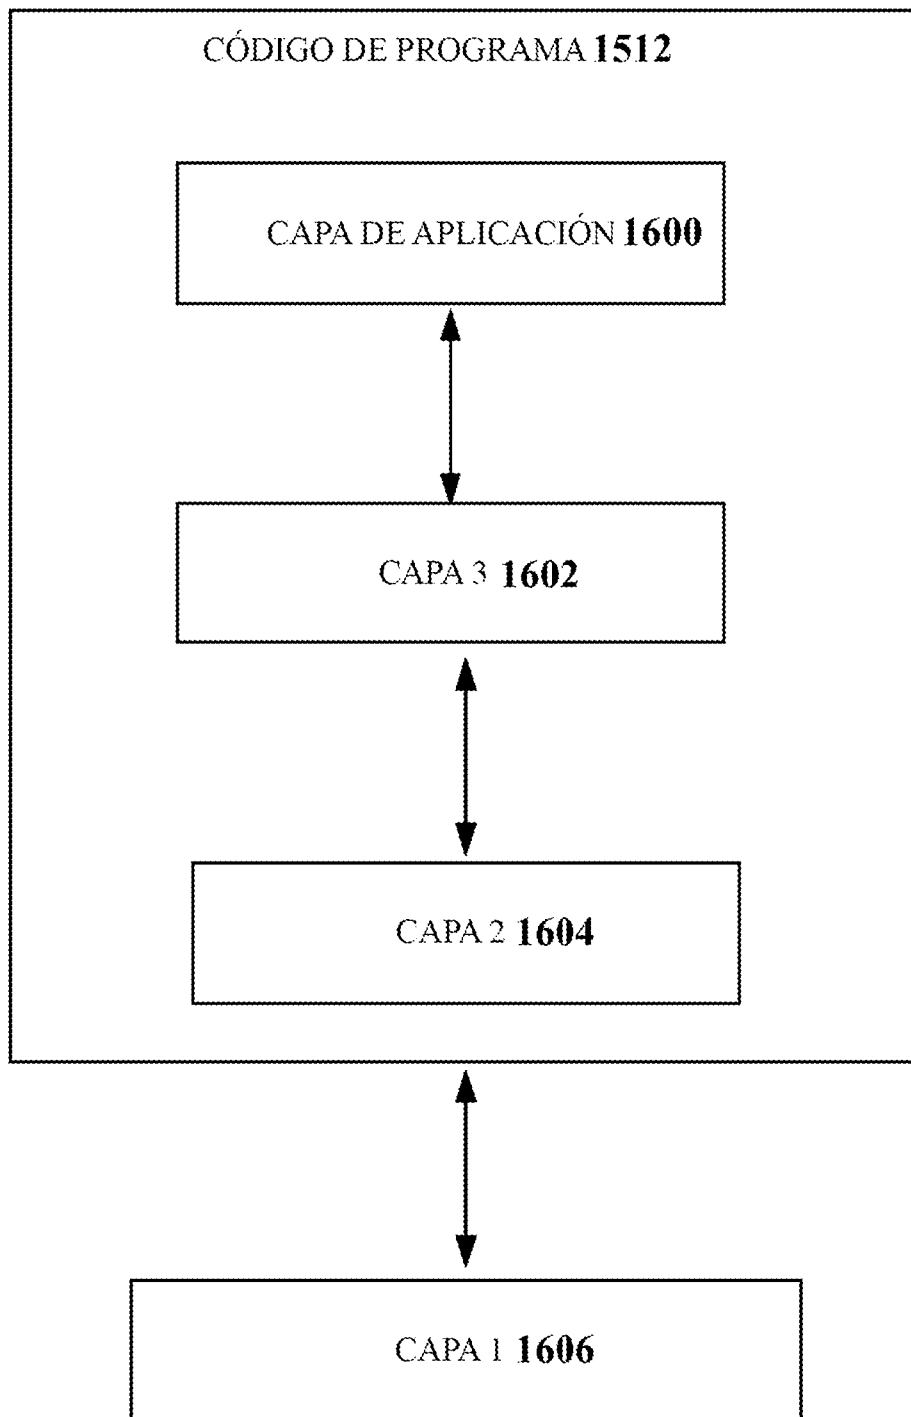 CÓDIGO DE PROGRAMA 1512
CAPA DE APLICACIÓN 1600
CAPA 3 1602
CAPA 2 1604
CAPA 1 1606